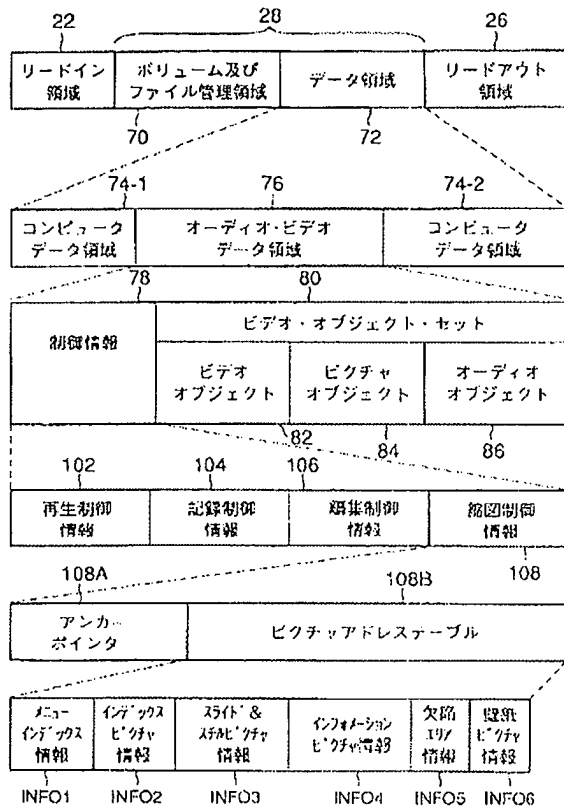 22
28
26
リードイン
領域
ボリューム及び
ファイル管理領域
データ領域
リードアウト
領域
70
72
74-1
76
74-2
コンピュータ
データ領域
オーディオ・ビデオ
データ領域
コンピュータ
データ領域
78
80
制御情報
ビデオ・オブジェクト・セット
ビデオ
オブジェクト
ピクチャ
オブジェクト
オーディオ
オブジェクト
82
84
86
102
104
106
再生制御
情報
記録制御
情報
編集制御
情報
縮図制御
情報
108
108A
108B
アンカー
ポインタ
ピクチャアドレステーブル
メニュー
インデックス
情報
インデックス
ピクチャ
情報
スライド&
スチルピクチャ
情報
インフォメーション
ピクチャ情報
欠陥
エリア
情報
壁紙
ピクチャ
情報
INFO1
INFO2
INFO3
INFO4
INFO5
INFO6